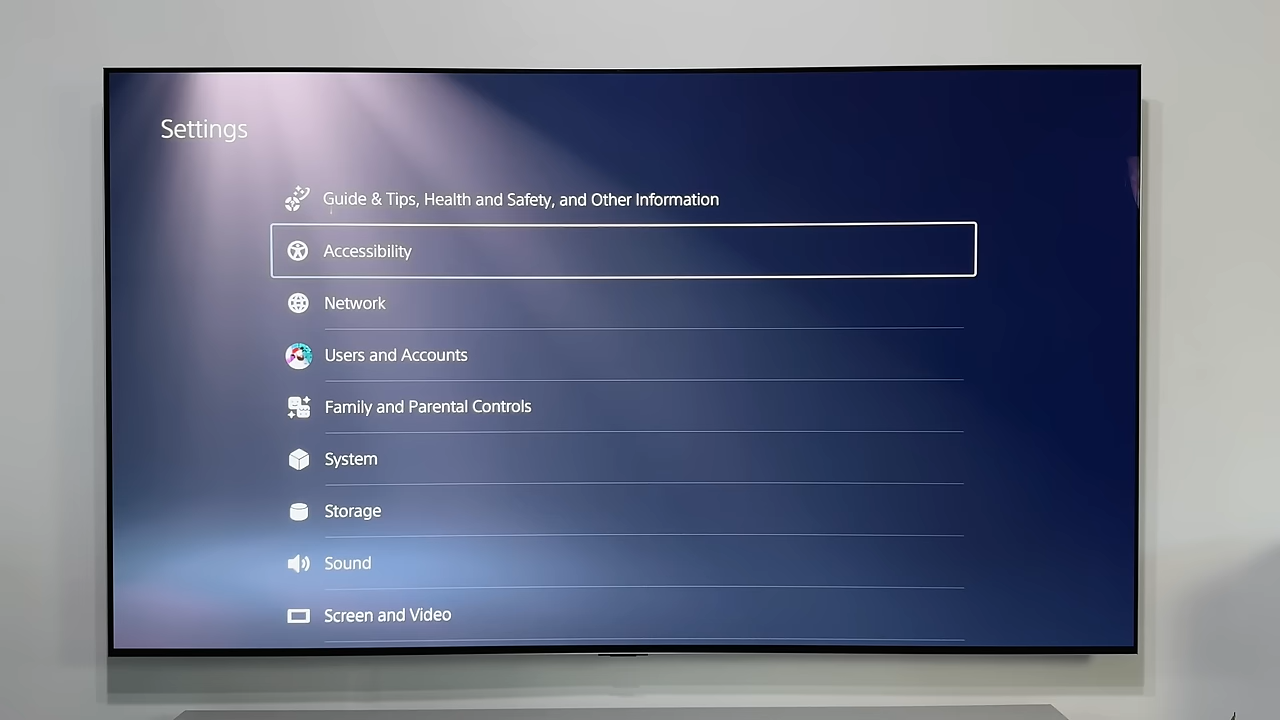 Settings
Guide & Tips, Health and Safety, and Other Information
Accessibility
Network
Users and Accounts
Family and Parental Controls
System
Storage
Sound
Screen and Video